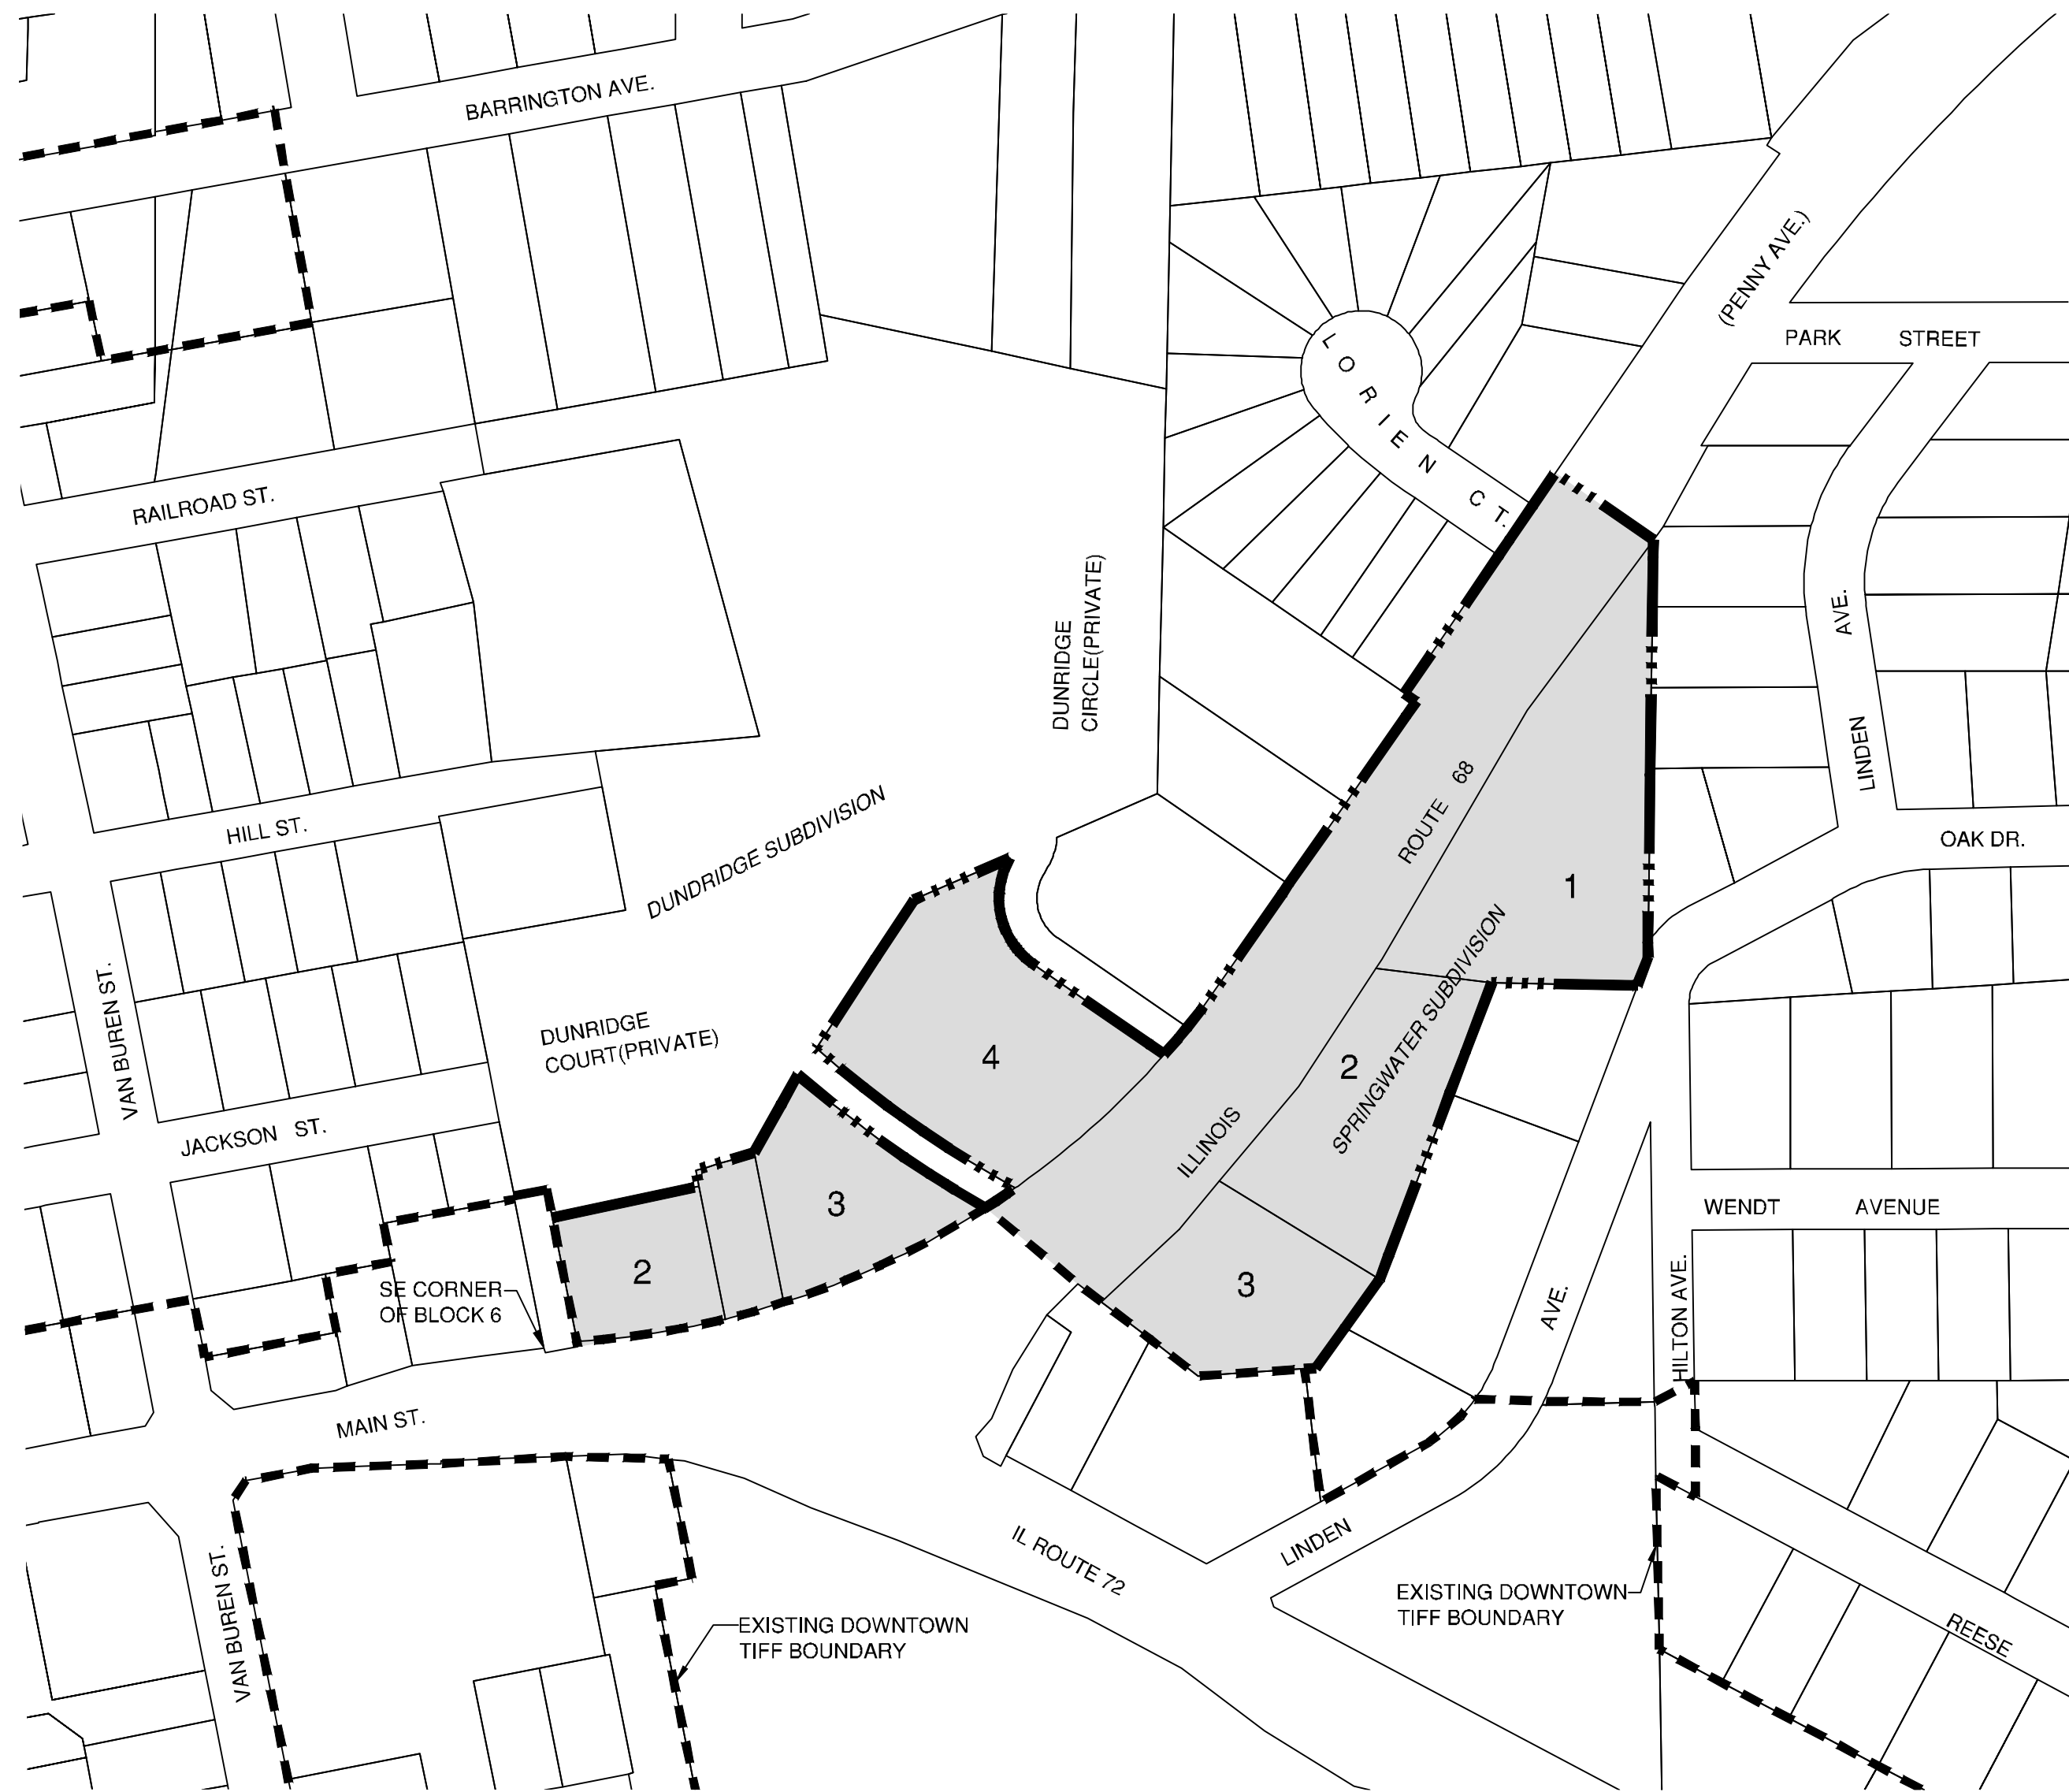 BARRINGTON AVE.
(PENNY AVE.)
PARK STREET
LORIEN CT.
RAILROAD ST.
DUNRIDGE
CIRCLE(PRIVATE)
LINDEN AVE.
HILL ST.
DUNDRIDGE SUBDIVISION
ROUTE 68
OAK DR.
1
SPRINGWATER SUBDIVISION
VAN BUREN ST.
DUNRIDGE
COURT(PRIVATE)
4
2
ILLINOIS
JACKSON ST.
3
WENDT AVENUE
2
3
SE CORNER
OF BLOCK 6
HILTON AVE.
AVE.
MAIN ST.
LINDEN
IL ROUTE 72
VAN BUREN ST.
EXISTING DOWNTOWN
TIFF BOUNDARY
EXISTING DOWNTOWN
TIFF BOUNDARY
REESE